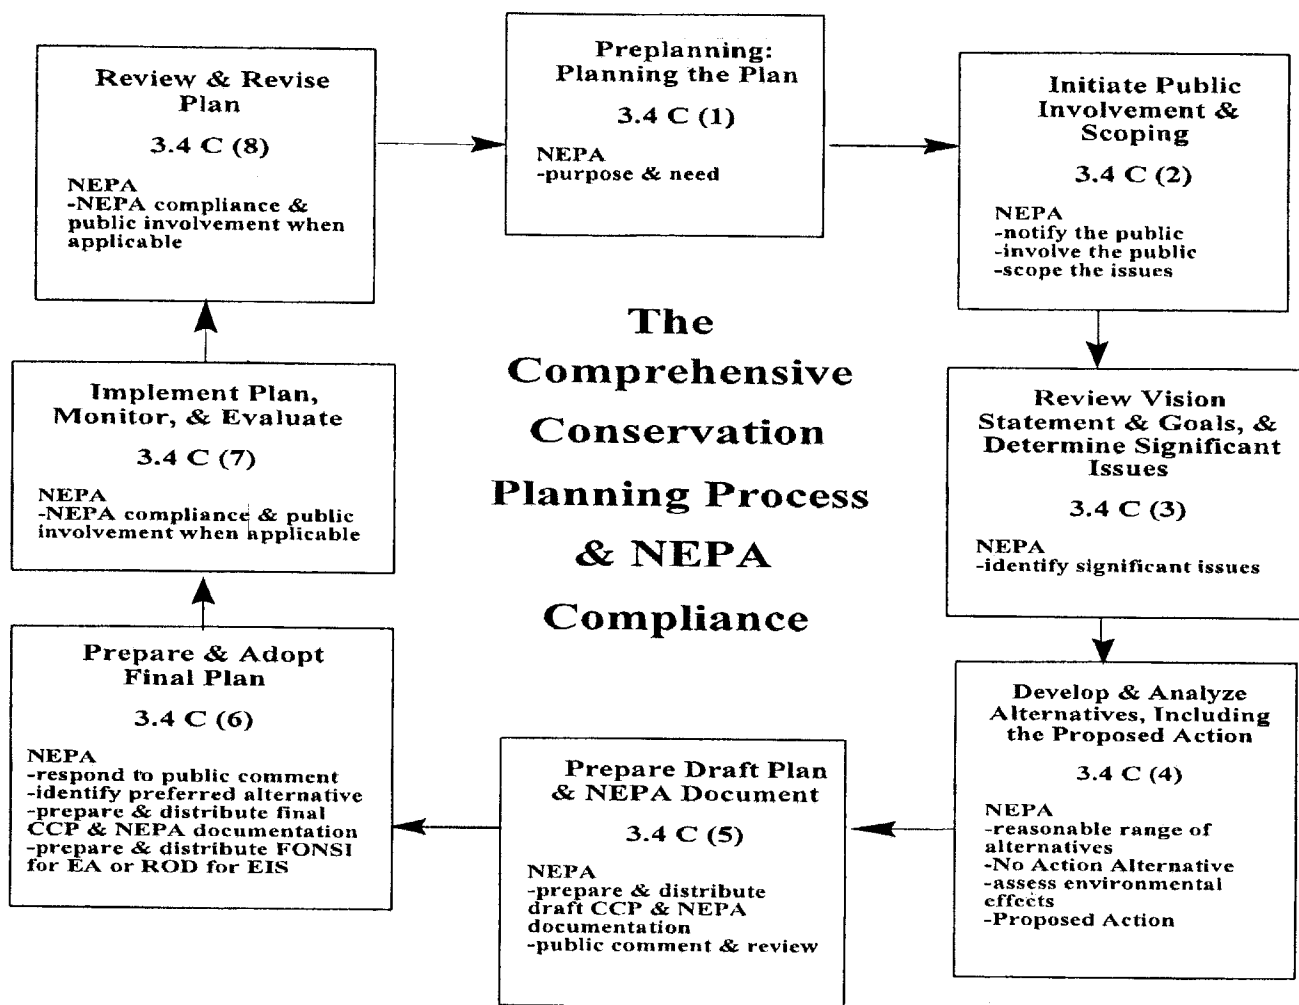 Preplanning:
Planning the Plan
3.4 C (1)
NEPA
-purpose & need
Initiate Public
Involvement &
Scoping
3.4 C (2)
NEPA
-notify the public
-involve the public
-scope the issues
Review Vision
Statement & Goals, &
Determine Significant
Issues
3.4 C (3)
NEPA
-identify significant issues
Develop & Analyze
Alternatives, Including
the Proposed Action
3.4 C (4)
NEPA
-reasonable range of
alternatives
-No Action Alternative
-assess environmental
effects
-Proposed Action
Prepare Draft Plan
& NEPA Document
3.4 C (5)
NEPA
-prepare & distribute
draft CCP & NEPA
documentation
-public comment & review
Prepare & Adopt
Final Plan
3.4 C (6)
NEPA
-respond to public comment
-identify preferred alternative
-prepare & distribute final
CCP & NEPA documentation
-prepare & distribute FONSI
for EA or ROD for EIS
Implement Plan,
Monitor, & Evaluate
3.4 C (7)
NEPA
-NEPA compliance & public
involvement when applicable
Review & Revise
Plan
3.4 C (8)
NEPA
-NEPA compliance &
public involvement when
applicable
The
Comprehensive
Conservation
Planning Process
& NEPA
Compliance